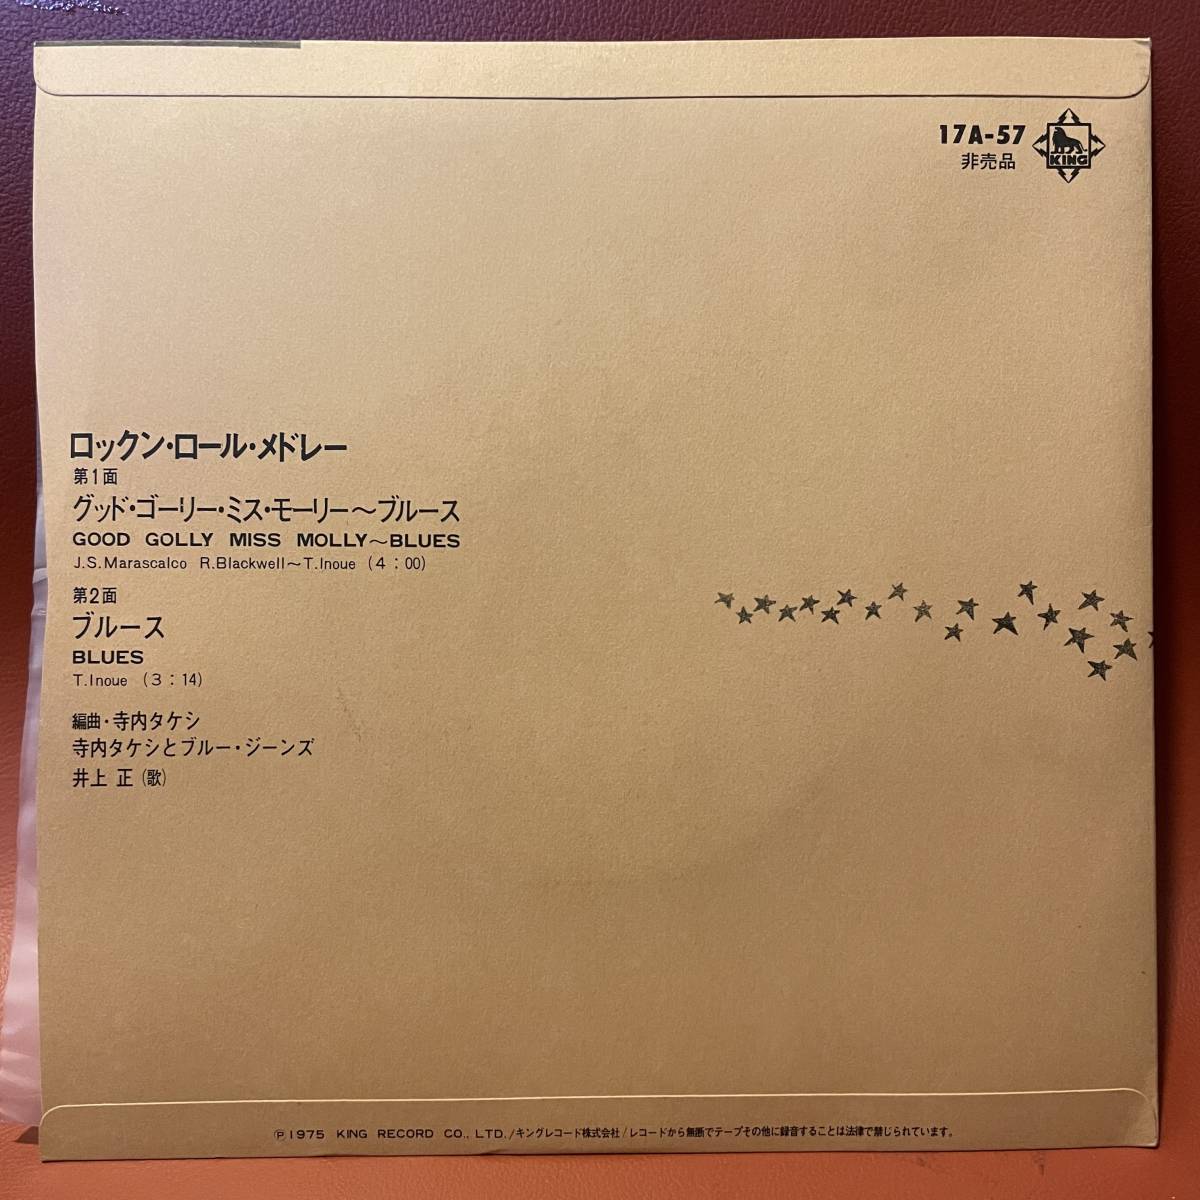 17A-57
非売品
KING
ロックン・ロール・メドレー
第1面
グッド・ゴーリー・ミス・モーリー～ブルース
GOOD GOLLY MISS MOLLY～BLUES
J.S.Marascalco R.Blackwell～T.Inoue (4:00)
第2面
ブルース
BLUES
T.Inoue (3:14)
編曲・寺内タケシ
寺内タケシとブルー・ジーンズ
井上 正(歌)
Ⓟ1975 KING RECORD CO., LTD./キングレコード株式会社/レコードから無断でテープその他に録音することは法律で禁じられています。